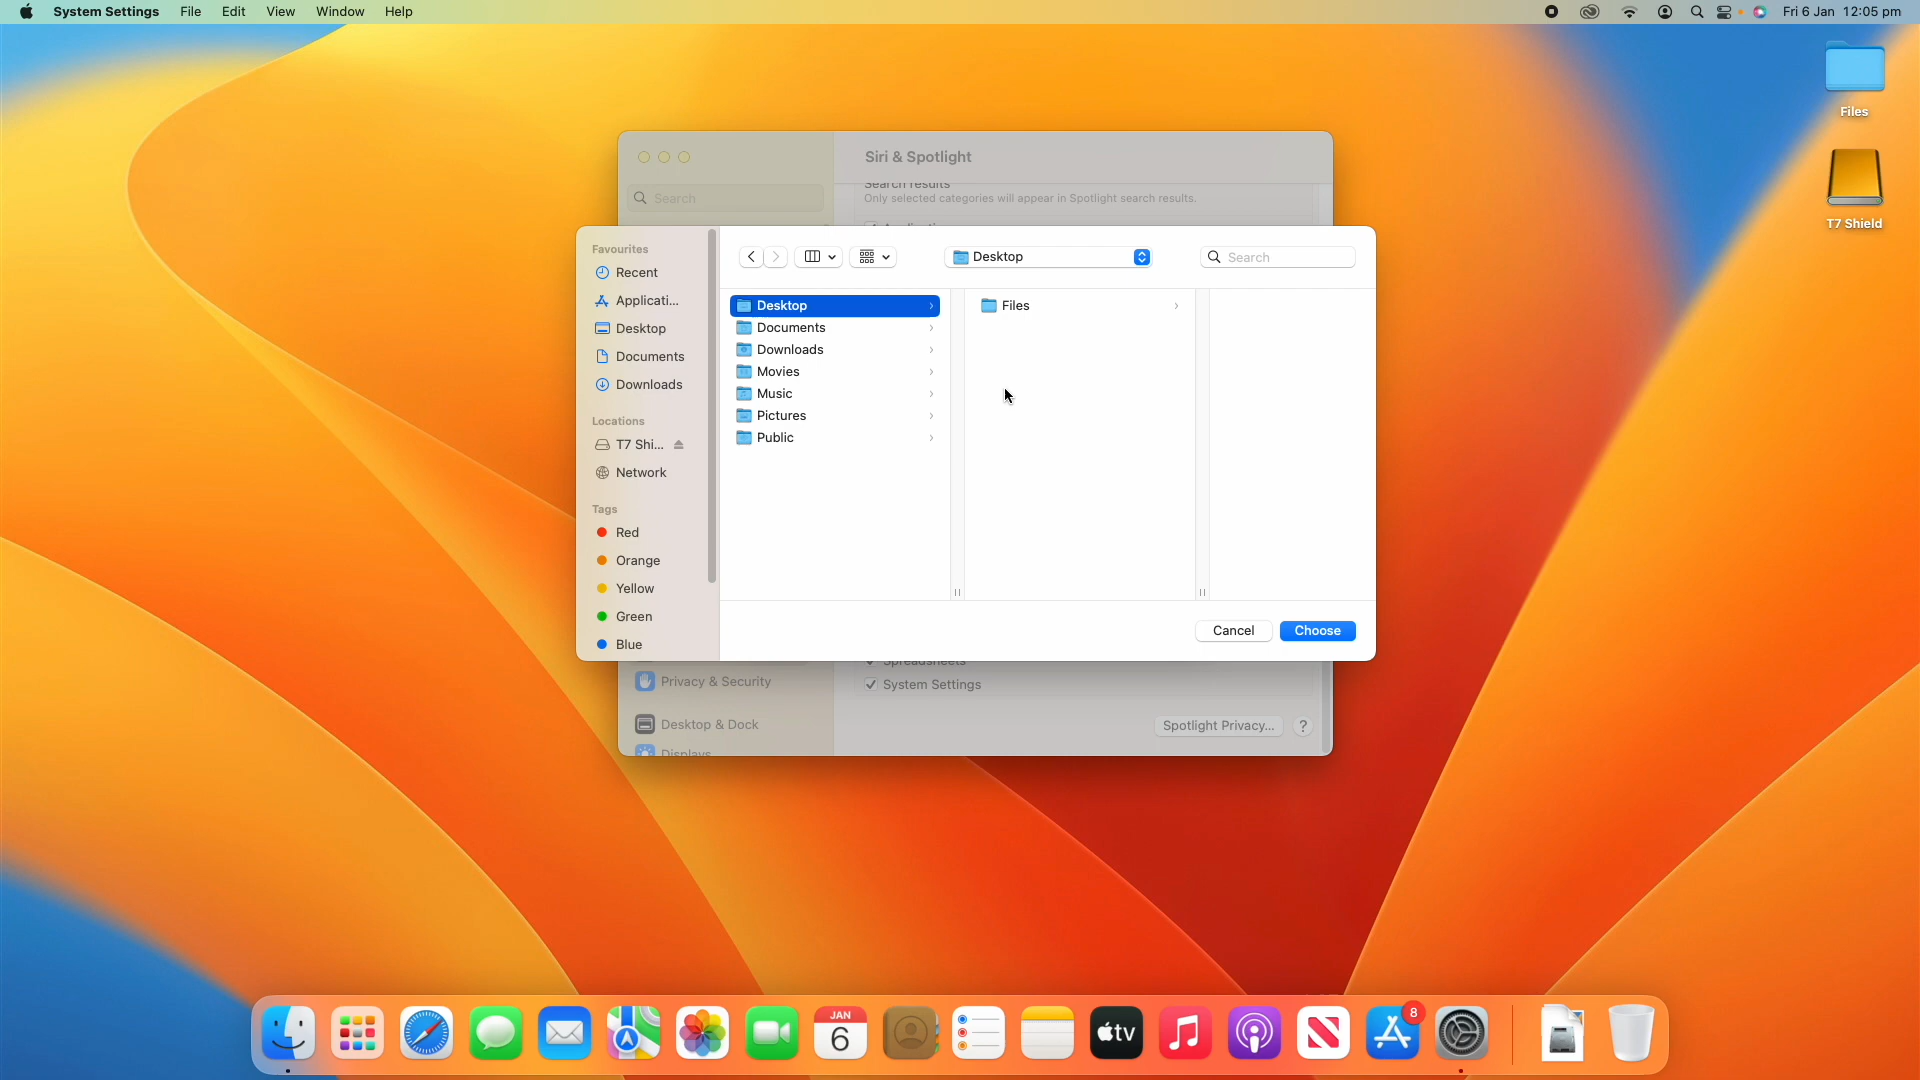 System Settings File Edit View Window Help
Fri 6 Jan 12:05 pm
Files
T7 Shield
Siri & Spotlight
Search
Search results
Only selected categories will appear in Spotlight search results.
Favourites
Recent
Applicati...
Desktop
Documents
Downloads
Locations
T7 Shi...
Network
Tags
Red
Orange
Yellow
Green
Blue
Desktop
Search
Desktop
Documents
Downloads
Movies
Music
Pictures
Public
Files
Cancel
Choose
Spreadsheets
System Settings
Privacy & Security
Desktop & Dock
Displays
Spotlight Privacy...
?
JAN
6
tv
8